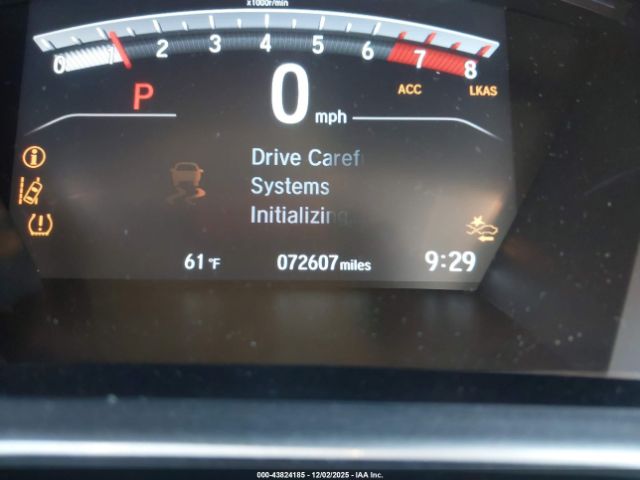 x1000r/min
0 1 2 3 4 5 6 7 8
P 0 mph ACC LKAS
Drive
Systems
Initializing
61°F 072607 miles 9:29
000-43824185 - 12/02/2025 - IAA Inc.